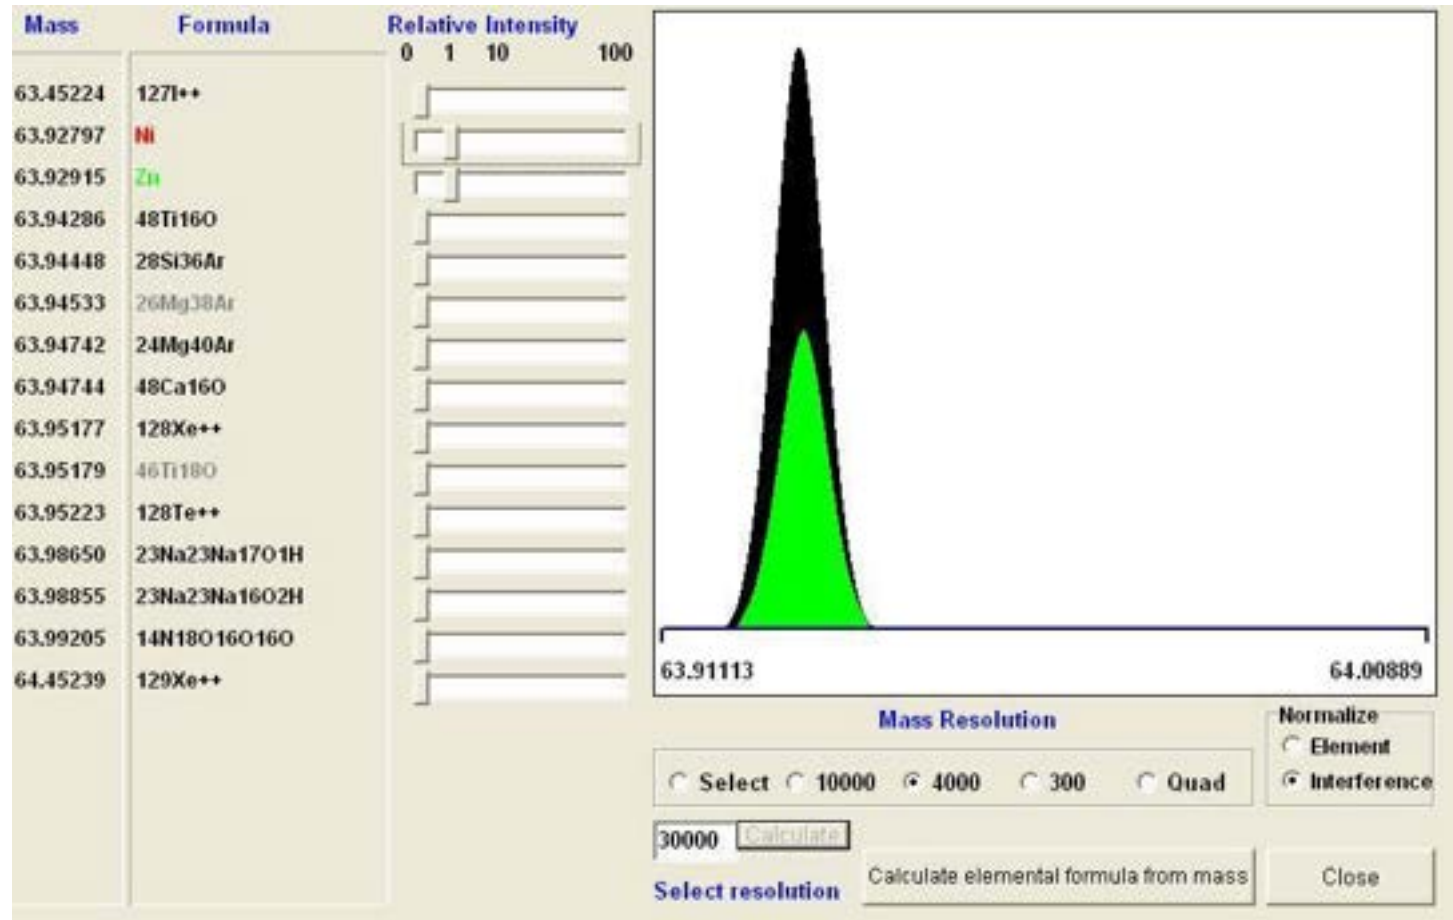 Mass Formula Relative Intensity
0 1 10 100
63.45224 127I++
63.92797 Ni
63.92915 Zn
63.94286 48Ti16O
63.94448 28Si36Ar
63.94533 26Mg38Ar
63.94742 24Mg40Ar
63.94744 48Ca16O
63.95177 128Xe++
63.95179 46Ti18O
63.95223 128Te++
63.98650 23Na23Na17O1H
63.98855 23Na23Na16O2H
63.99205 14N18O16O16O
64.45239 129Xe++
63.91113 64.00889
Mass Resolution
Select 10000 4000 300 Quad
Normalize
Element
Interference
30000 Calculate
Select resolution
Calculate elemental formula from mass
Close